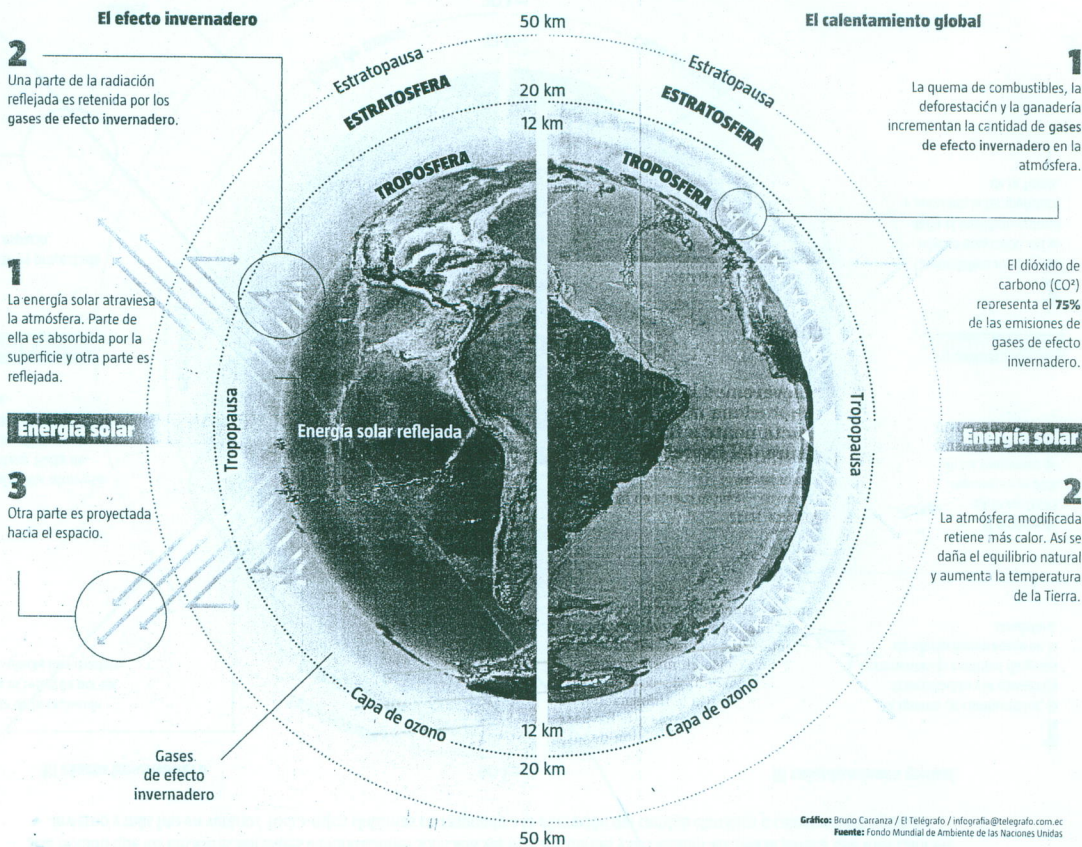 El efecto invernadero
2
Una parte de la radiación
reflejada es retenida por los
gases de efecto invernadero.
1
La energía solar atraviesa
la atmósfera. Parte de
ella es absorbida por la
superficie y otra parte es
reflejada.
Energía solar
3
Otra parte es proyectada
hacia el espacio.
Gases
de efecto
invernadero
50 km
20 km
12 km
Estratopausa
ESTRATOSFERA
TROPOSFERA
Tropopausa
Energía solar reflejada
Capa de ozono
Estratopausa
ESTRATOSFERA
TROPOSFERA
Tropopausa
Capa de ozono
12 km
20 km
50 km
El calentamiento global
1
La quema de combustibles, la
deforestación y la ganadería
incrementan la cantidad de gases
de efecto invernadero en la
atmósfera.
El dióxido de
carbono (CO²)
representa el 75%
de las emisiones de
gases de efecto
invernadero.
Energía solar
2
La atmósfera modificada
retiene más calor. Así se
daña el equilibrio natural
y aumenta la temperatura
de la Tierra.
Gráfico: Bruno Carranza / El Telégrafo / infografia@telegrafo.com.ec
Fuente: Fondo Mundial de Ambiente de las Naciones Unidas